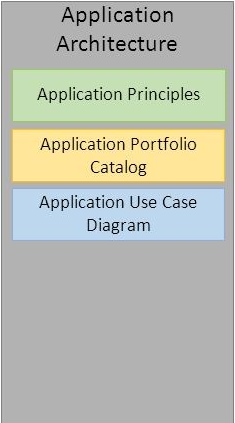 Application
Architecture
Application Principles
Application Portfolio
Catalog
Application Use Case
Diagram